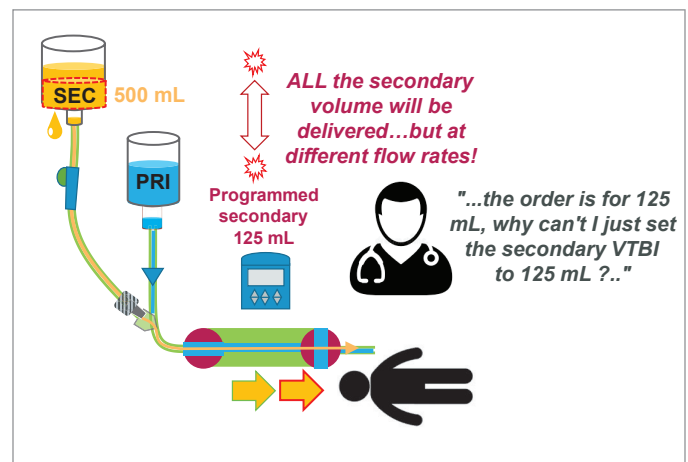 SEC
500 mL
PRI
ALL the secondary
volume will be
delivered...but at
different flow rates!
Programmed
secondary
125 mL
"...the order is for 125
mL, why can't I just set
the secondary VTBI
to 125 mL ?.."